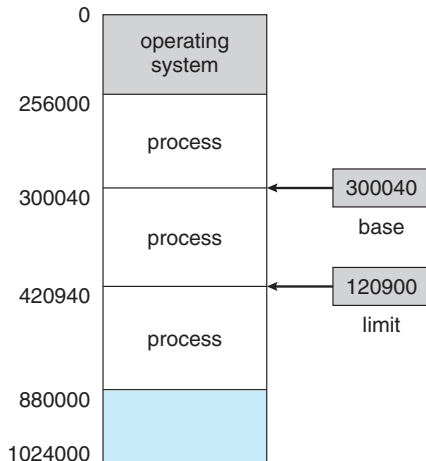 0
operating
system
256000
process
300040
300040
base
process
420940
120900
limit
process
880000
1024000